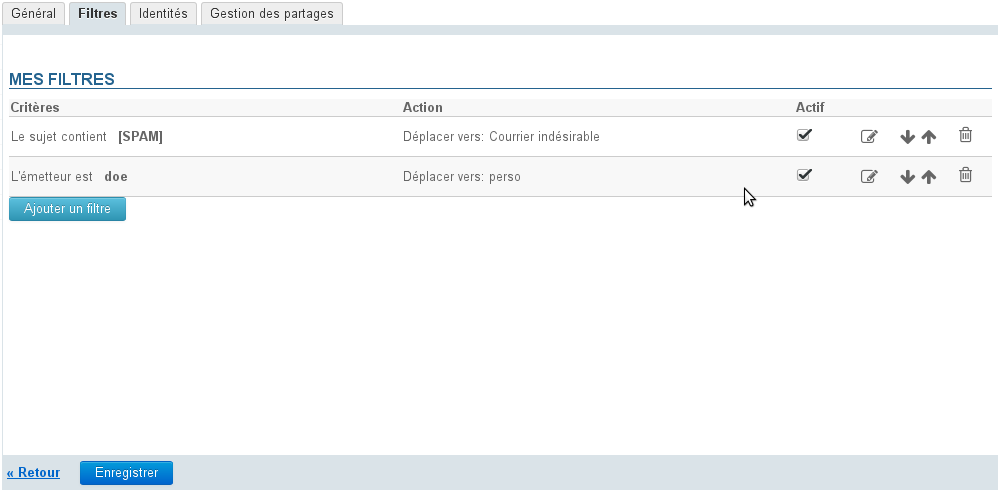 Général Filtres Identités Gestion des partages
MES FILTRES
Critères Action Actif
Le sujet contient [SPAM] Déplacer vers: Courrier indésirable
L'émetteur est doe Déplacer vers: perso
Ajouter un filtre
« Retour Enregistrer